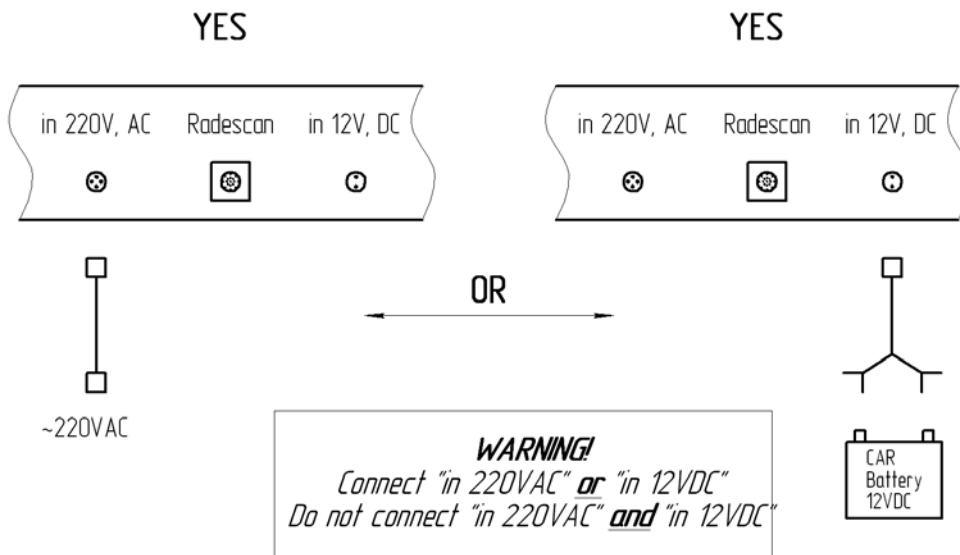 YES
YES
in 220V, AC Radescan in 12V, DC
in 220V, AC Radescan in 12V, DC
OR
~220VAC
WARNING!
Connect "in 220VAC" or "in 12VDC"
Do not connect "in 220VAC" and "in 12VDC"
CAR
Battery
12VDC